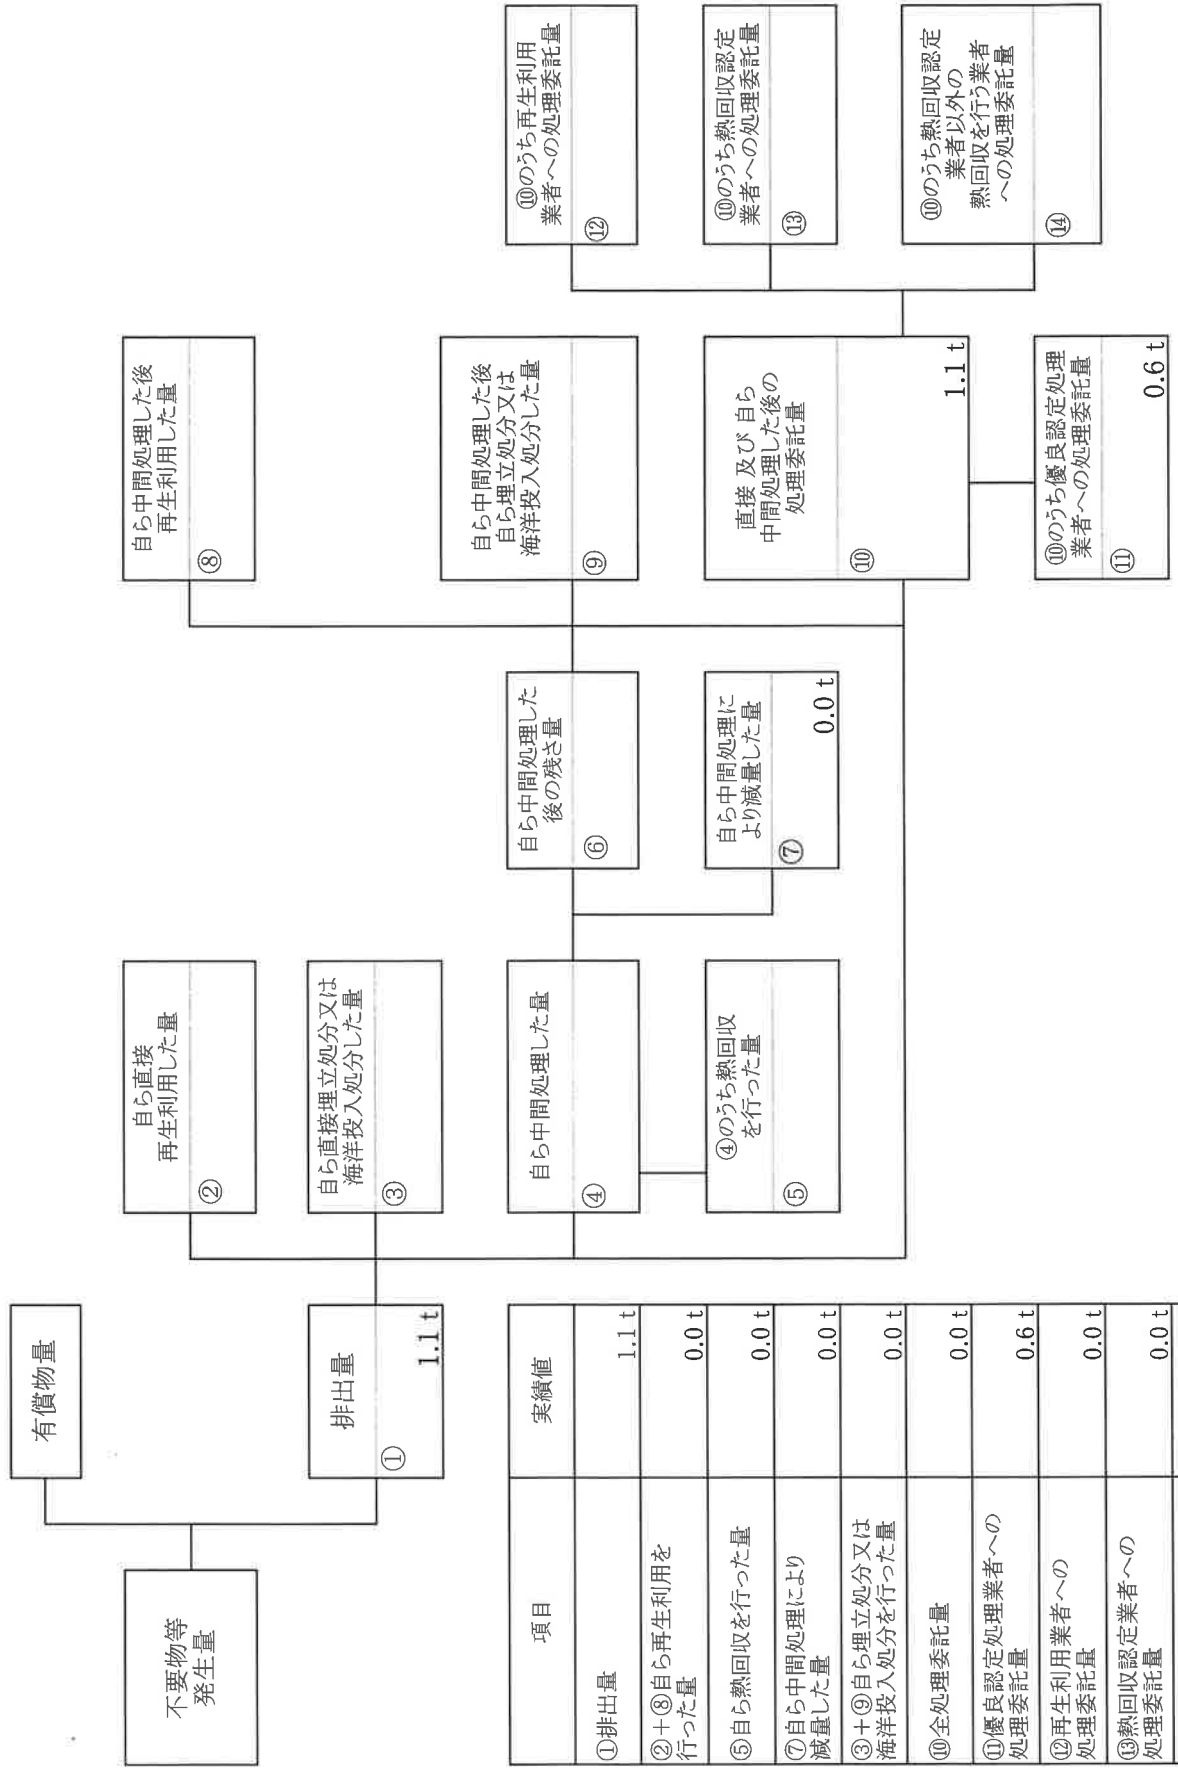 不要物等
発生量
有償物量
排出量
①
1.1 t
自ら直接
再生利用した量
②
自ら直接埋立処分又は
海洋投入処分した量
③
自ら中間処理した量
④
④のうち熱回収
を行った量
⑤
自ら中間処理した
後の残さ量
⑥
自ら中間処理に
より減量した量
⑦
0.0 t
自ら中間処理した後
再生利用した量
⑧
自ら中間処理した後
自ら埋立処分又は
海洋投入処分した量
⑨
直接 及び 自ら
中間処理した後の
処理委託量
⑩
1.1 t
⑩のうち優良認定処理
業者への処理委託量
⑪
0.6 t
⑩のうち再生利用
業者への処理委託量
⑫
⑩のうち熱回収認定
業者への処理委託量
⑬
⑩のうち熱回収認定
業者以外の
熱回収を行う業者
への処理委託量
⑭
項目 実績値
①排出量 1.1 t
②＋⑧自ら再生利用を
行った量 0.0 t
⑤自ら熱回収を行った量 0.0 t
⑦自ら中間処理により
減量した量 0.0 t
③＋⑨自ら埋立処分又は
海洋投入処分を行った量 0.0 t
⑩全処理委託量 0.0 t
⑪優良認定処理業者への
処理委託量 0.6 t
⑫再生利用業者への
処理委託量 0.0 t
⑬熱回収認定業者への
処理委託量 0.0 t